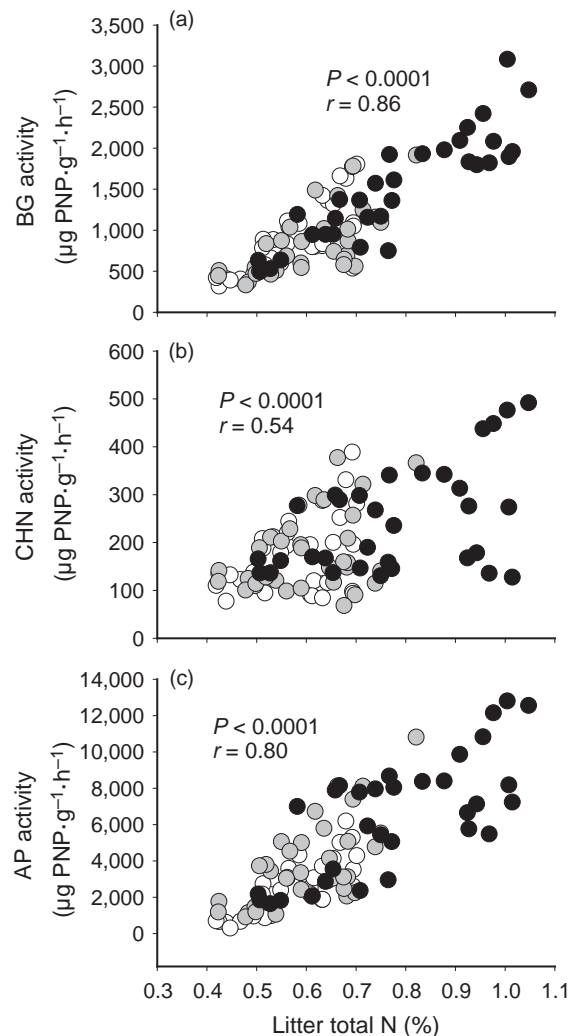 (a)
P < 0.0001
r = 0.86
BG activity
(µg PNP·g⁻¹·h⁻¹)
3,500
3,000
2,500
2,000
1,500
1,000
500
0
(b)
P < 0.0001
r = 0.54
CHN activity
(µg PNP·g⁻¹·h⁻¹)
600
500
400
300
200
100
0
(c)
P < 0.0001
r = 0.80
AP activity
(µg PNP·g⁻¹·h⁻¹)
14,000
12,000
10,000
8,000
6,000
4,000
2,000
0
0.3 0.4 0.5 0.6 0.7 0.8 0.9 1.0 1.1
Litter total N (%)